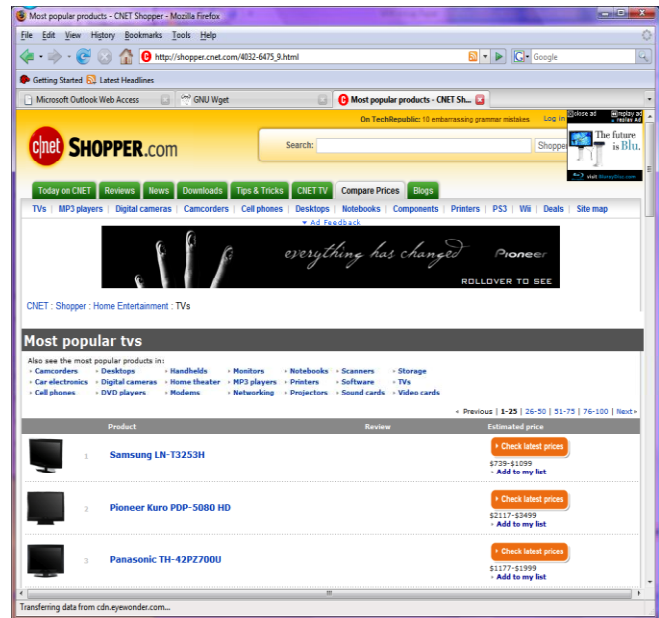 Most popular products - CNET Shopper - Mozilla Firefox
File Edit View History Bookmarks Tools Help
http://shopper.cnet.com/4032-6475_9.html
Google
Getting Started Latest Headlines
Microsoft Outlook Web Access GNU Wget Most popular products - CNET Sh...
On TechRepublic: 10 embarrassing grammar mistakes Log in
close ad replay ad
replay Ad
The future
is Blu.
visit
c|net SHOPPER.com
Search: Shopper
Today on CNET Reviews News Downloads Tips & Tricks CNET TV Compare Prices Blogs
TVs | MP3 players | Digital cameras | Camcorders | Cell phones | Desktops | Notebooks | Components | Printers | PS3 | Wii | Deals | Site map
Ad Feedback
everything has changed Pioneer
ROLLOVER TO SEE
CNET : Shopper : Home Entertainment : TVs
Most popular tvs
Also see the most popular products in:
Camcorders Desktops Handhelds Monitors Notebooks Scanners Storage
Car electronics Digital cameras Home theater MP3 players Printers Software TVs
Cell phones DVD players Modems Networking Projectors Sound cards Video cards
« Previous | 1-25 | 26-50 | 51-75 | 76-100 | Next»
Product Review Estimated price
1 Samsung LN-T3253H
Check latest prices
$739-$1099
Add to my list
2 Pioneer Kuro PDP-5080 HD
Check latest prices
$2117-$3499
Add to my list
3 Panasonic TH-42PZ700U
Check latest prices
$1177-$1999
Add to my list
Transferring data from cdn.eyewonder.com...